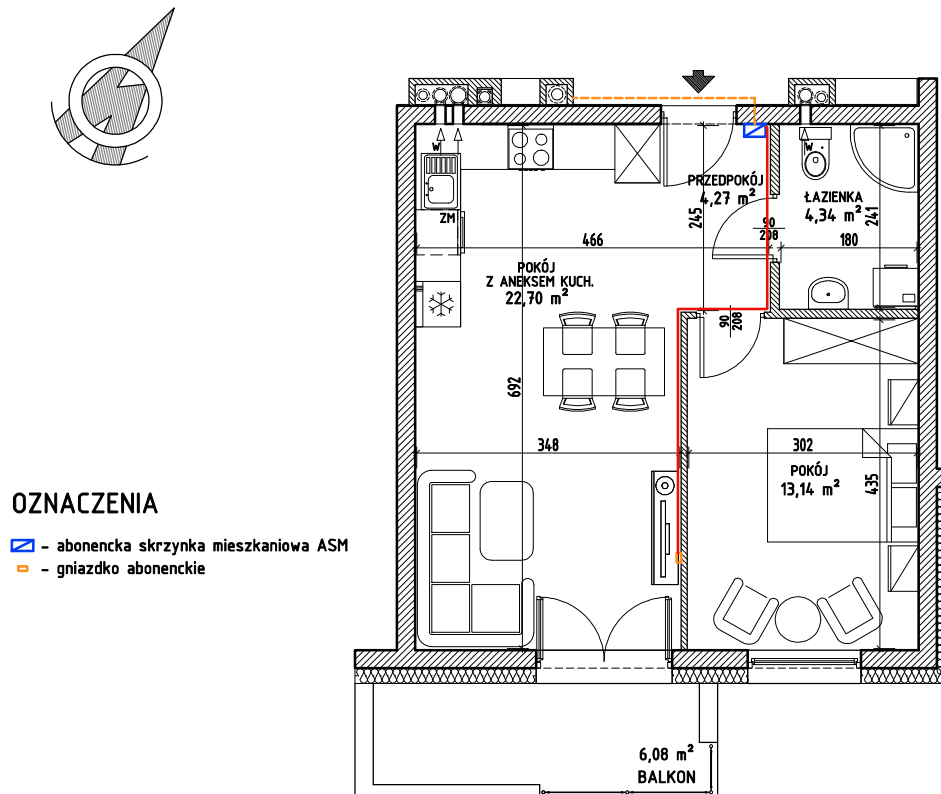 W
W
PRZEDPOKÓJ
4,27 m²
ŁAZIENKA
4,34 m²
245
241
ZM
466
90
208
180
POKÓJ
Z ANEKSEM KUCH.
22,70 m²
90
208
692
348
302
POKÓJ
13,14 m²
435
OZNACZENIA
- abonencka skrzynka mieszkaniowa ASM
- gniazdko abonenckie
6,08 m²
BALKON